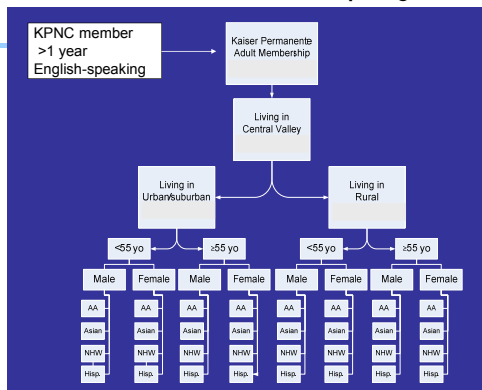 KPNC member
>1 year
English-speaking
Kaiser Permanente
Adult Membership
Living in
Central Valley
Living in
Urban/suburban
Living in
Rural
<55 yo
≥55 yo
<55 yo
≥55 yo
Male
Female
Male
Female
Male
Female
Male
Female
AA
AA
AA
AA
AA
AA
AA
AA
Asian
Asian
Asian
Asian
Asian
Asian
Asian
Asian
NHW
NHW
NHW
NHW
NHW
NHW
NHW
NHW
Hisp.
Hisp.
Hisp.
Hisp.
Hisp.
Hisp.
Hisp.
Hisp.